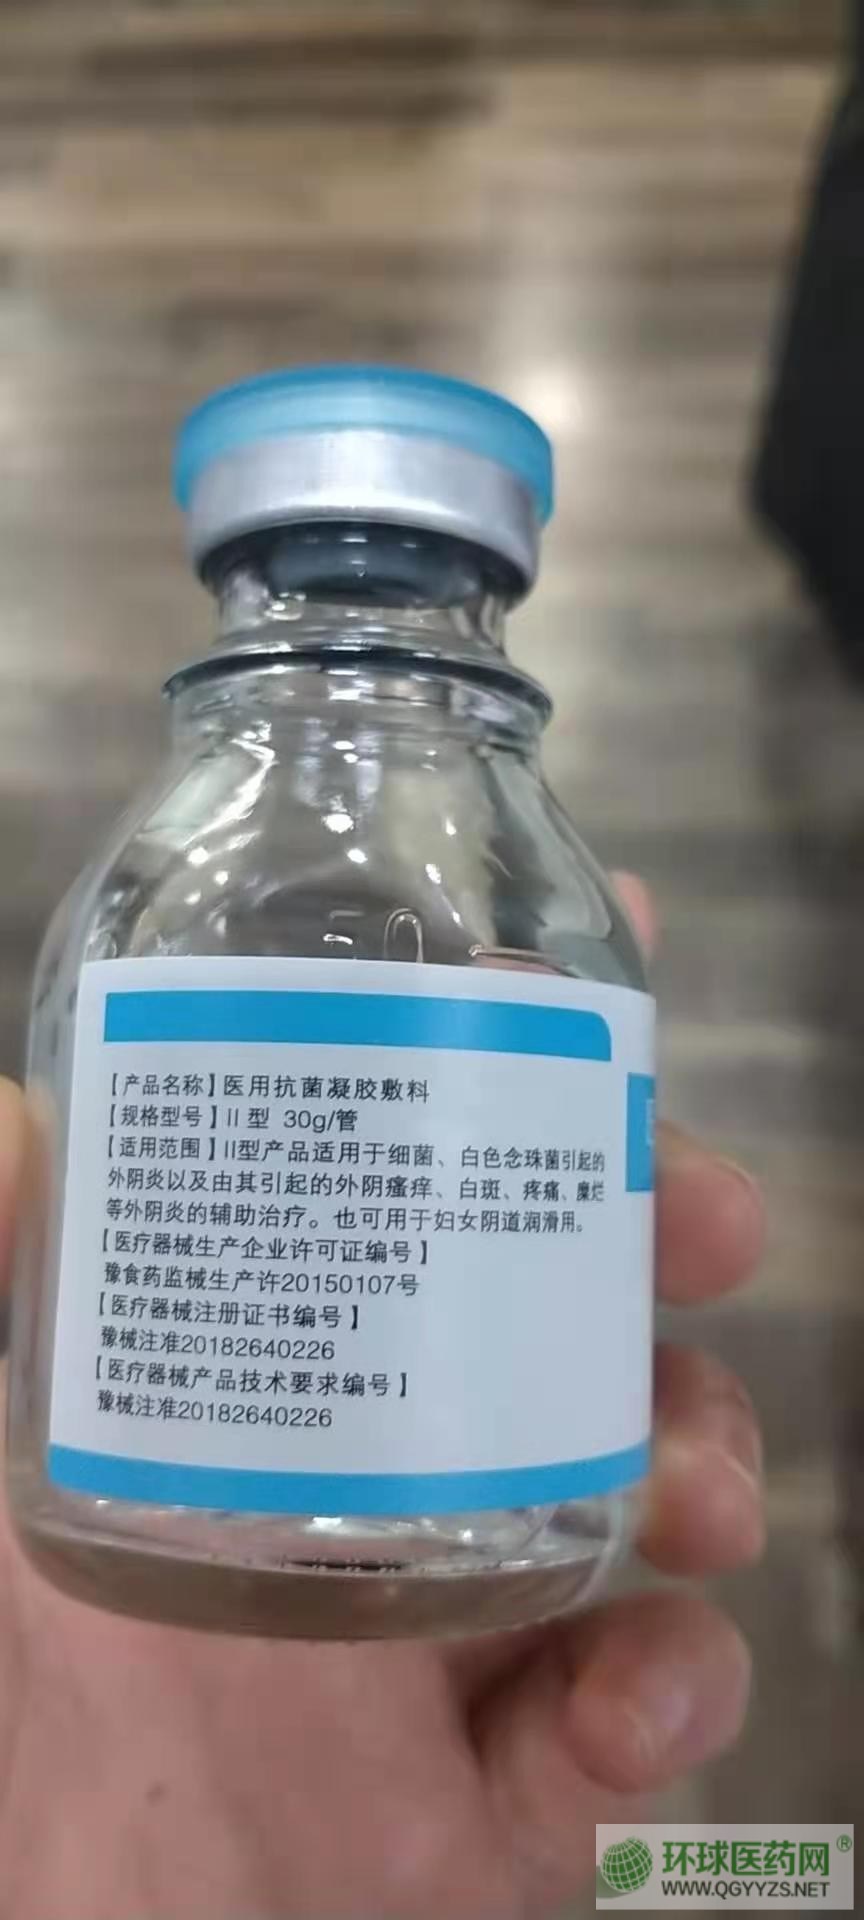 【产品名称】医用抗菌凝胶敷料
【规格型号】II 型 30g/管
【适用范围】II型产品适用于细菌、白色念珠菌引起的
外阴炎以及由其引起的外阴瘙痒、白斑、疼痛、糜烂
等外阴炎的辅助治疗。也可用于妇女阴道润滑用。
【医疗器械生产企业许可证编号】
豫食药监械生产许20150107号
【医疗器械注册证书编号】
豫械注准20182640226
【医疗器械产品技术要求编号】
豫械注准20182640226
环球医药网®
WWW.QGYYZS.NET